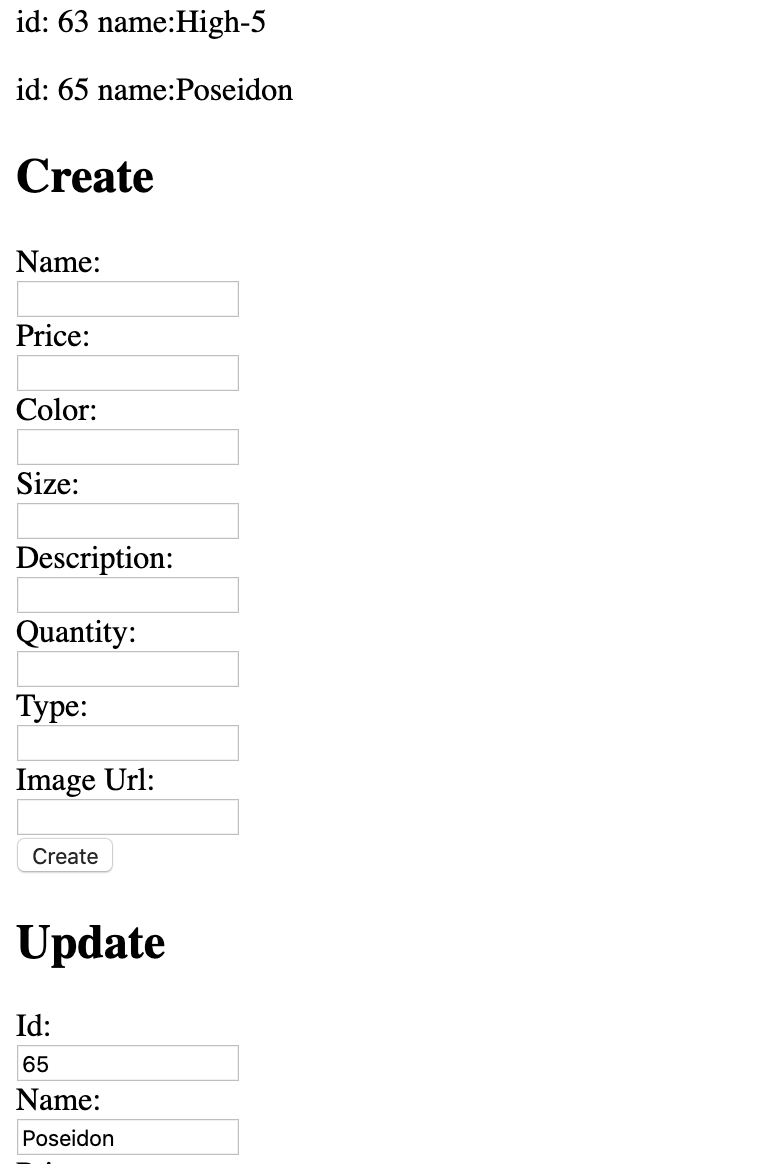 id: 63 name:High-5
id: 65 name:Poseidon
Create
Name:
Price:
Color:
Size:
Description:
Quantity:
Type:
Image Url:
Create
Update
Id:
65
Name:
Poseidon